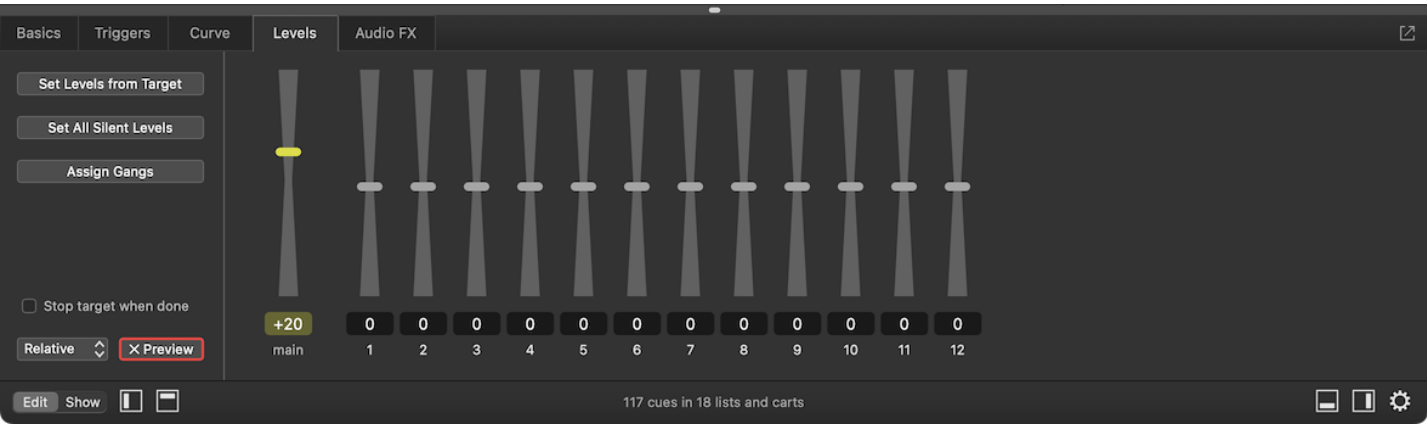 Basics Triggers Curve Levels Audio FX
Set Levels from Target
Set All Silent Levels
Assign Gangs
Stop target when done
+20 0 0 0 0 0 0 0 0 0 0 0 0
Relative × Preview main 1 2 3 4 5 6 7 8 9 10 11 12
Edit Show 117 cues in 18 lists and carts